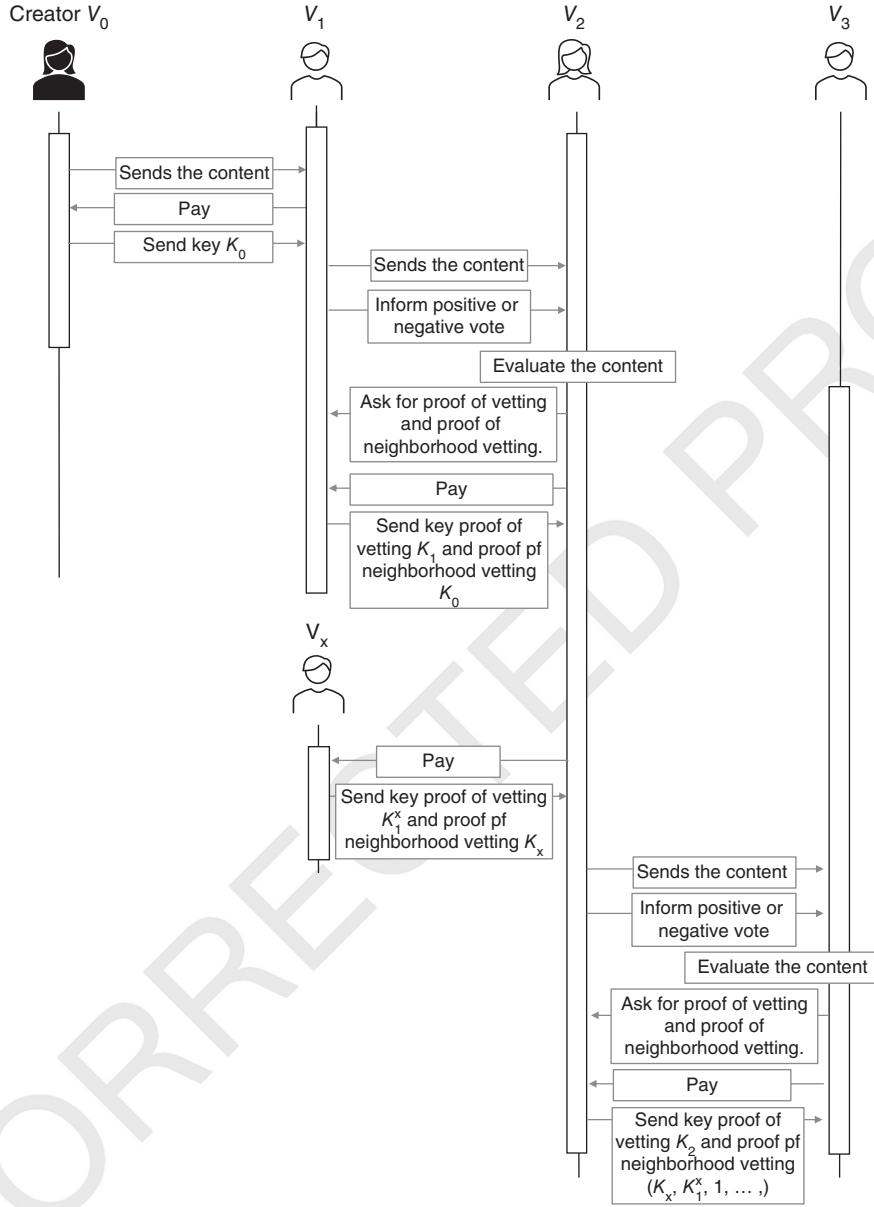 Creator V0
V1
V2
V3
Sends the content
Pay
Send key K0
Sends the content
Inform positive or
negative vote
Evaluate the content
Ask for proof of vetting
and proof of
neighborhood vetting.
Pay
Send key proof of
vetting K1 and proof pf
neighborhood vetting
K0
Vx
Pay
Send key proof of vetting
K1x and proof pf
neighborhood vetting Kx
Sends the content
Inform positive or
negative vote
Evaluate the content
Ask for proof of vetting
and proof of
neighborhood vetting.
Pay
Send key proof of
vetting K2 and proof pf
neighborhood vetting
(Kx, K1x, 1, … ,)
ORRECTED PRO